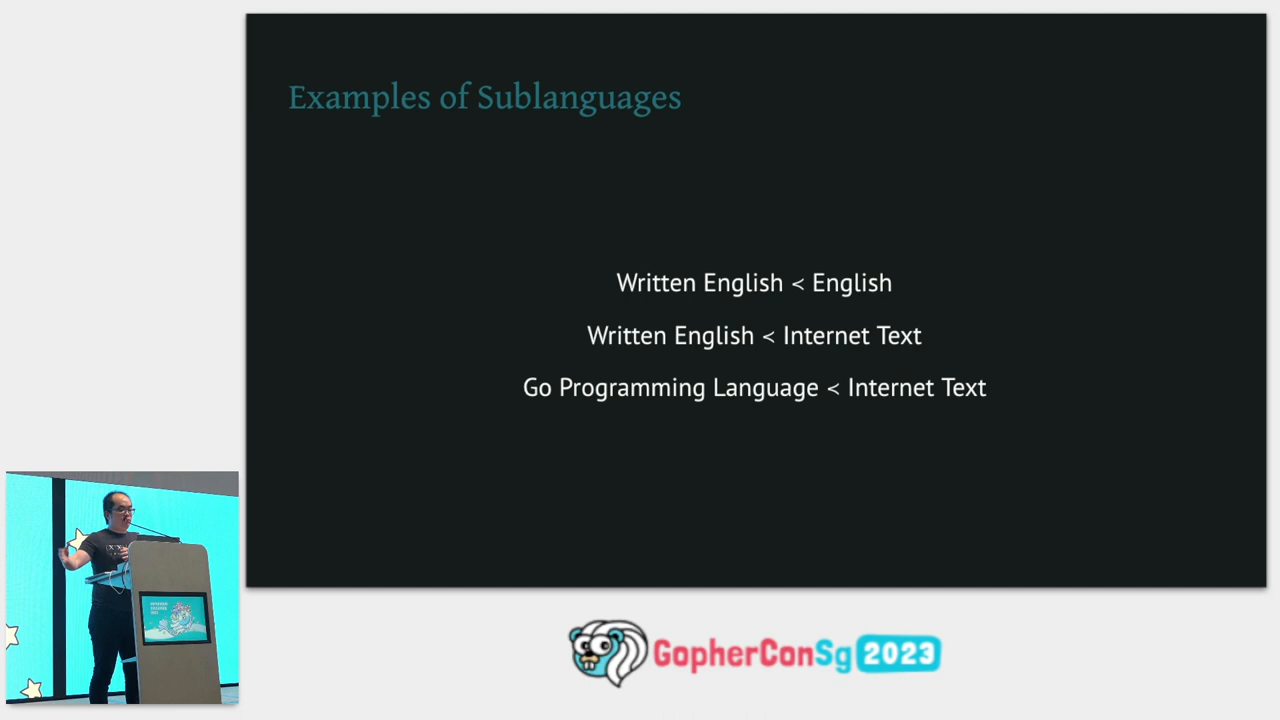 Examples of Sublanguages
Written English < English
Written English < Internet Text
Go Programming Language < Internet Text
GopherConSg 2023